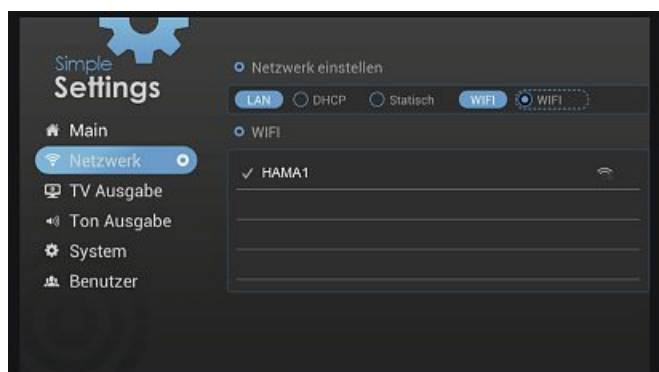 Simple
Settings
Main
Netzwerk
TV Ausgabe
Ton Ausgabe
System
Benutzer
Netzwerk einstellen
LAN DHCP Statisch WIFI WIFI
WIFI
HAMA1